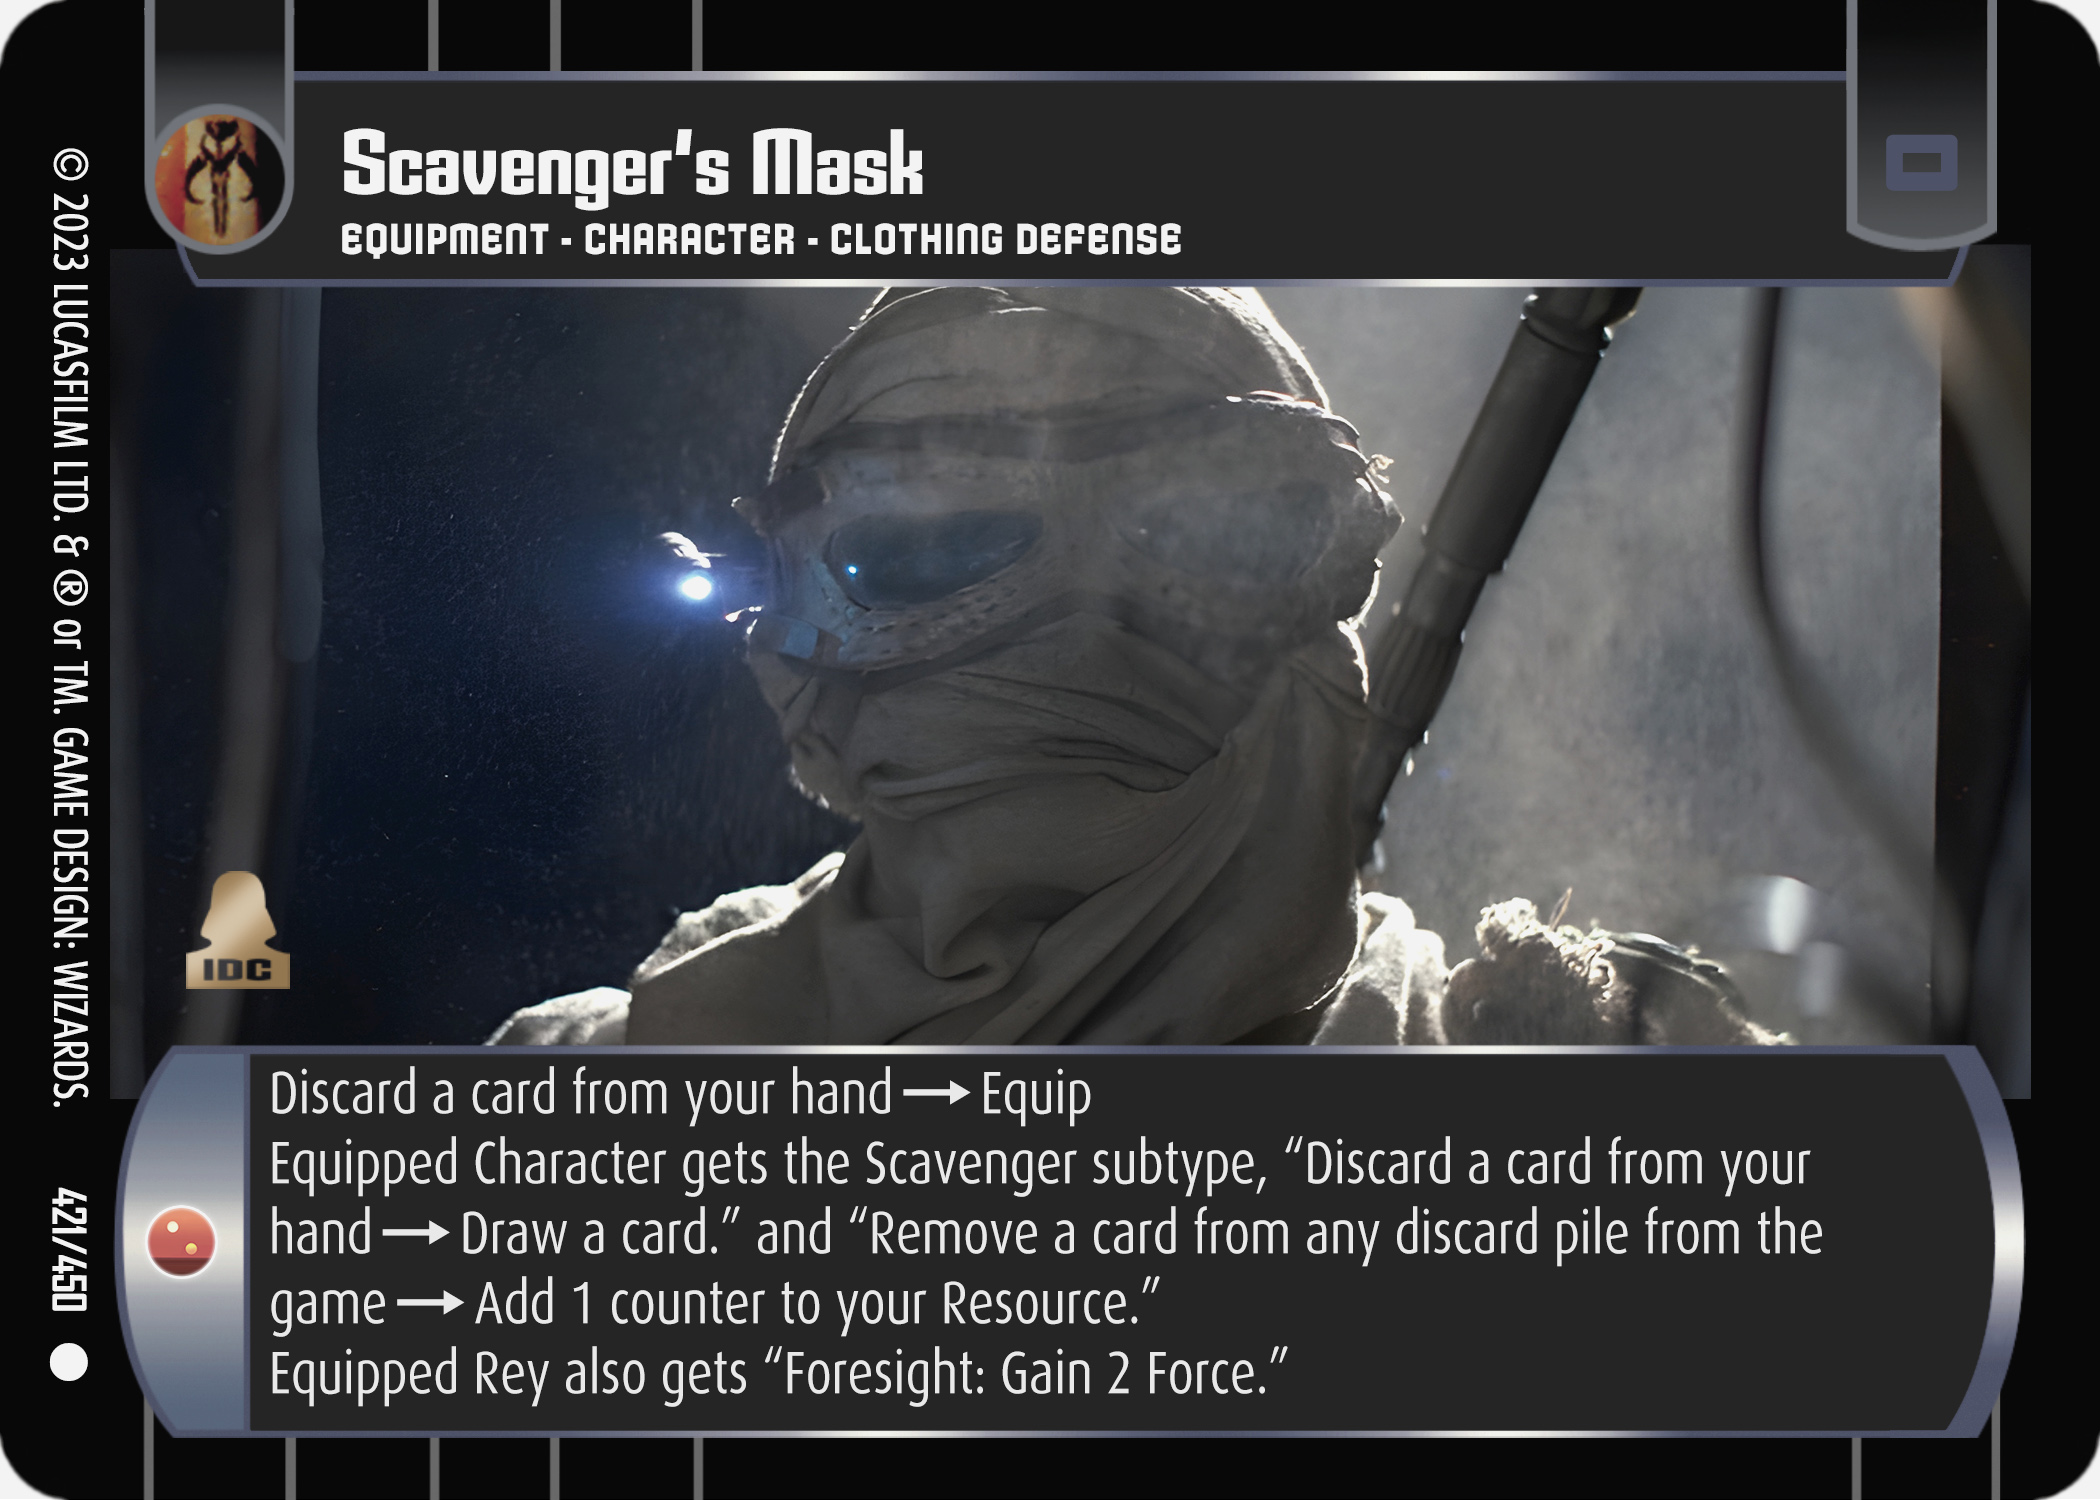 Scavenger's Mask
EQUIPMENT - CHARACTER - CLOTHING DEFENSE
0
IDC
Discard a card from your hand → Equip
Equipped Character gets the Scavenger subtype, “Discard a card from your
hand → Draw a card.” and “Remove a card from any discard pile from the
game → Add 1 counter to your Resource.”
Equipped Rey also gets “Foresight: Gain 2 Force.”
© 2023 LUCASFILM LTD. & ® or TM. GAME DESIGN: WIZARDS. 421/450